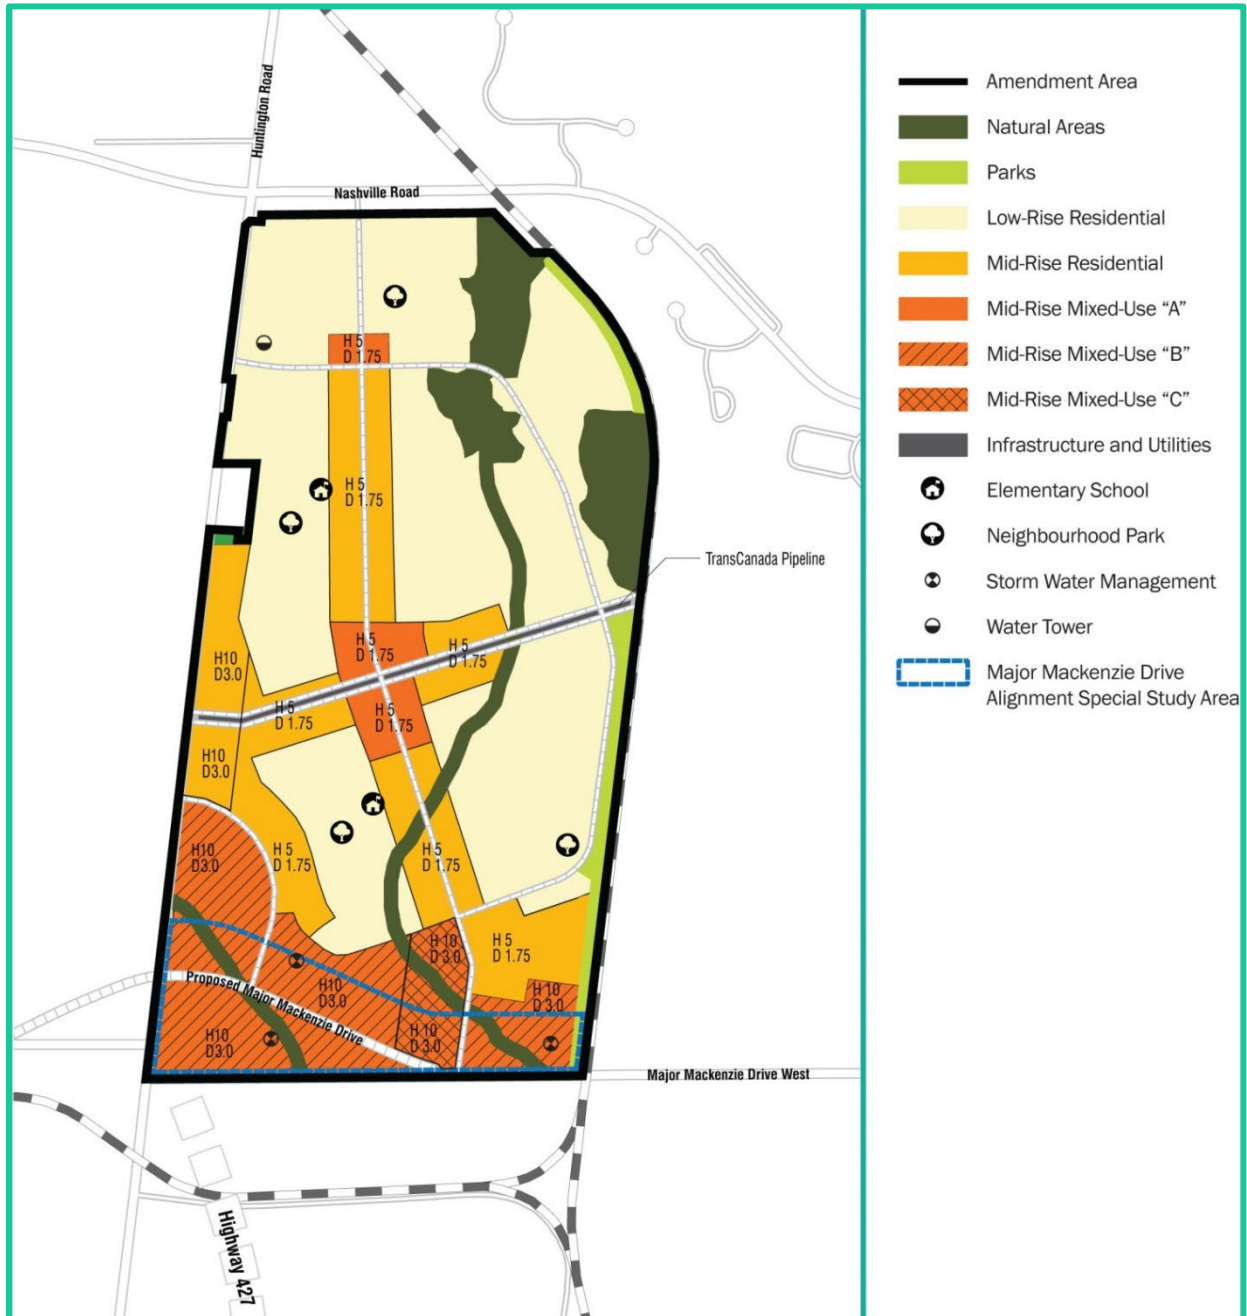 Huntington Road
Nashville Road
H 5
D 1.75
H 5
D 1.75
TransCanada Pipeline
H 5
D 1.75
H 5
D 1.75
H10
D3.0
H 5
D 1.75
H 5
D 1.75
H10
D3.0
H10
D3.0
H 5
D 1.75
H 5
D 1.75
H 10
D 3.0
H 5
D 1.75
Proposed Major Mackenzie Drive
H10
D3.0
H 10
D 3.0
H10
D3.0
H 10
D 3.0
Major Mackenzie Drive West
Highway 427
Amendment Area
Natural Areas
Parks
Low-Rise Residential
Mid-Rise Residential
Mid-Rise Mixed-Use “A”
Mid-Rise Mixed-Use “B”
Mid-Rise Mixed-Use “C”
Infrastructure and Utilities
Elementary School
Neighbourhood Park
Storm Water Management
Water Tower
Major Mackenzie Drive
Alignment Special Study Area